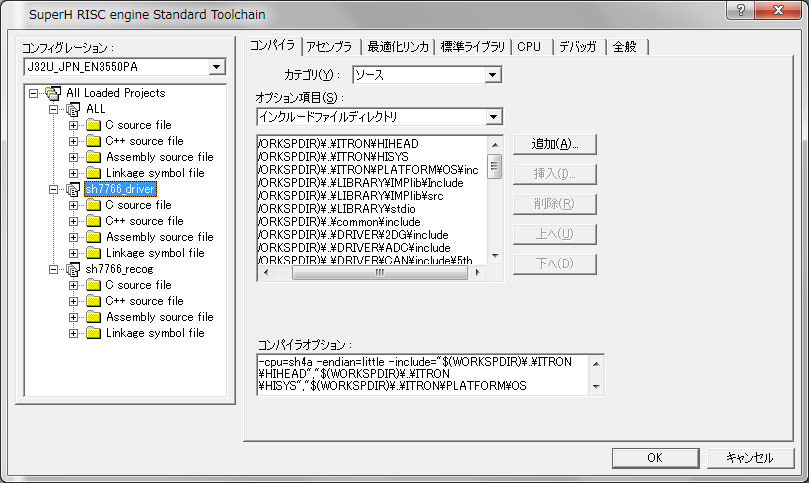 SuperH RISC engine Standard Toolchain
?
コンフィグレーション :
J32U_JPN_EN3550PA
All Loaded Projects
ALL
C source file
C++ source file
Assembly source file
Linkage symbol file
sh7766_driver
C source file
C++ source file
Assembly source file
Linkage symbol file
sh7766_recog
C source file
C++ source file
Assembly source file
Linkage symbol file
コンパイラ アセンブラ 最適化リンカ 標準ライブラリ CPU デバッガ 全般
カテゴリ(Y) : ソース
オプション項目(S) :
インクルードファイルディレクトリ
/ORKSPDIR)¥.¥ITRON¥HIHEAD
/ORKSPDIR)¥.¥ITRON¥HISYS
/ORKSPDIR)¥.¥ITRON¥PLATFORM¥OS¥inc
/ORKSPDIR)¥.¥LIBRARY¥IMPlib¥Include
/ORKSPDIR)¥.¥LIBRARY¥IMPlib¥src
/ORKSPDIR)¥.¥LIBRARY¥stdio
/ORKSPDIR)¥.¥common¥include
/ORKSPDIR)¥.¥DRIVER¥2DG¥include
/ORKSPDIR)¥.¥DRIVER¥ADC¥include
/ORKSPDIR)¥.¥DRIVER¥CAN¥include¥5th
追加(A)...
挿入(I)...
削除(R)
上へ(U)
下へ(D)
コンパイラオプション :
-cpu=sh4a -endian=little -include="$(WORKSPDIR)¥.¥ITRON
¥HIHEAD","$(WORKSPDIR)¥.¥ITRON
¥HISYS","$(WORKSPDIR)¥.¥ITRON¥PLATFORM¥OS
OK キャンセル